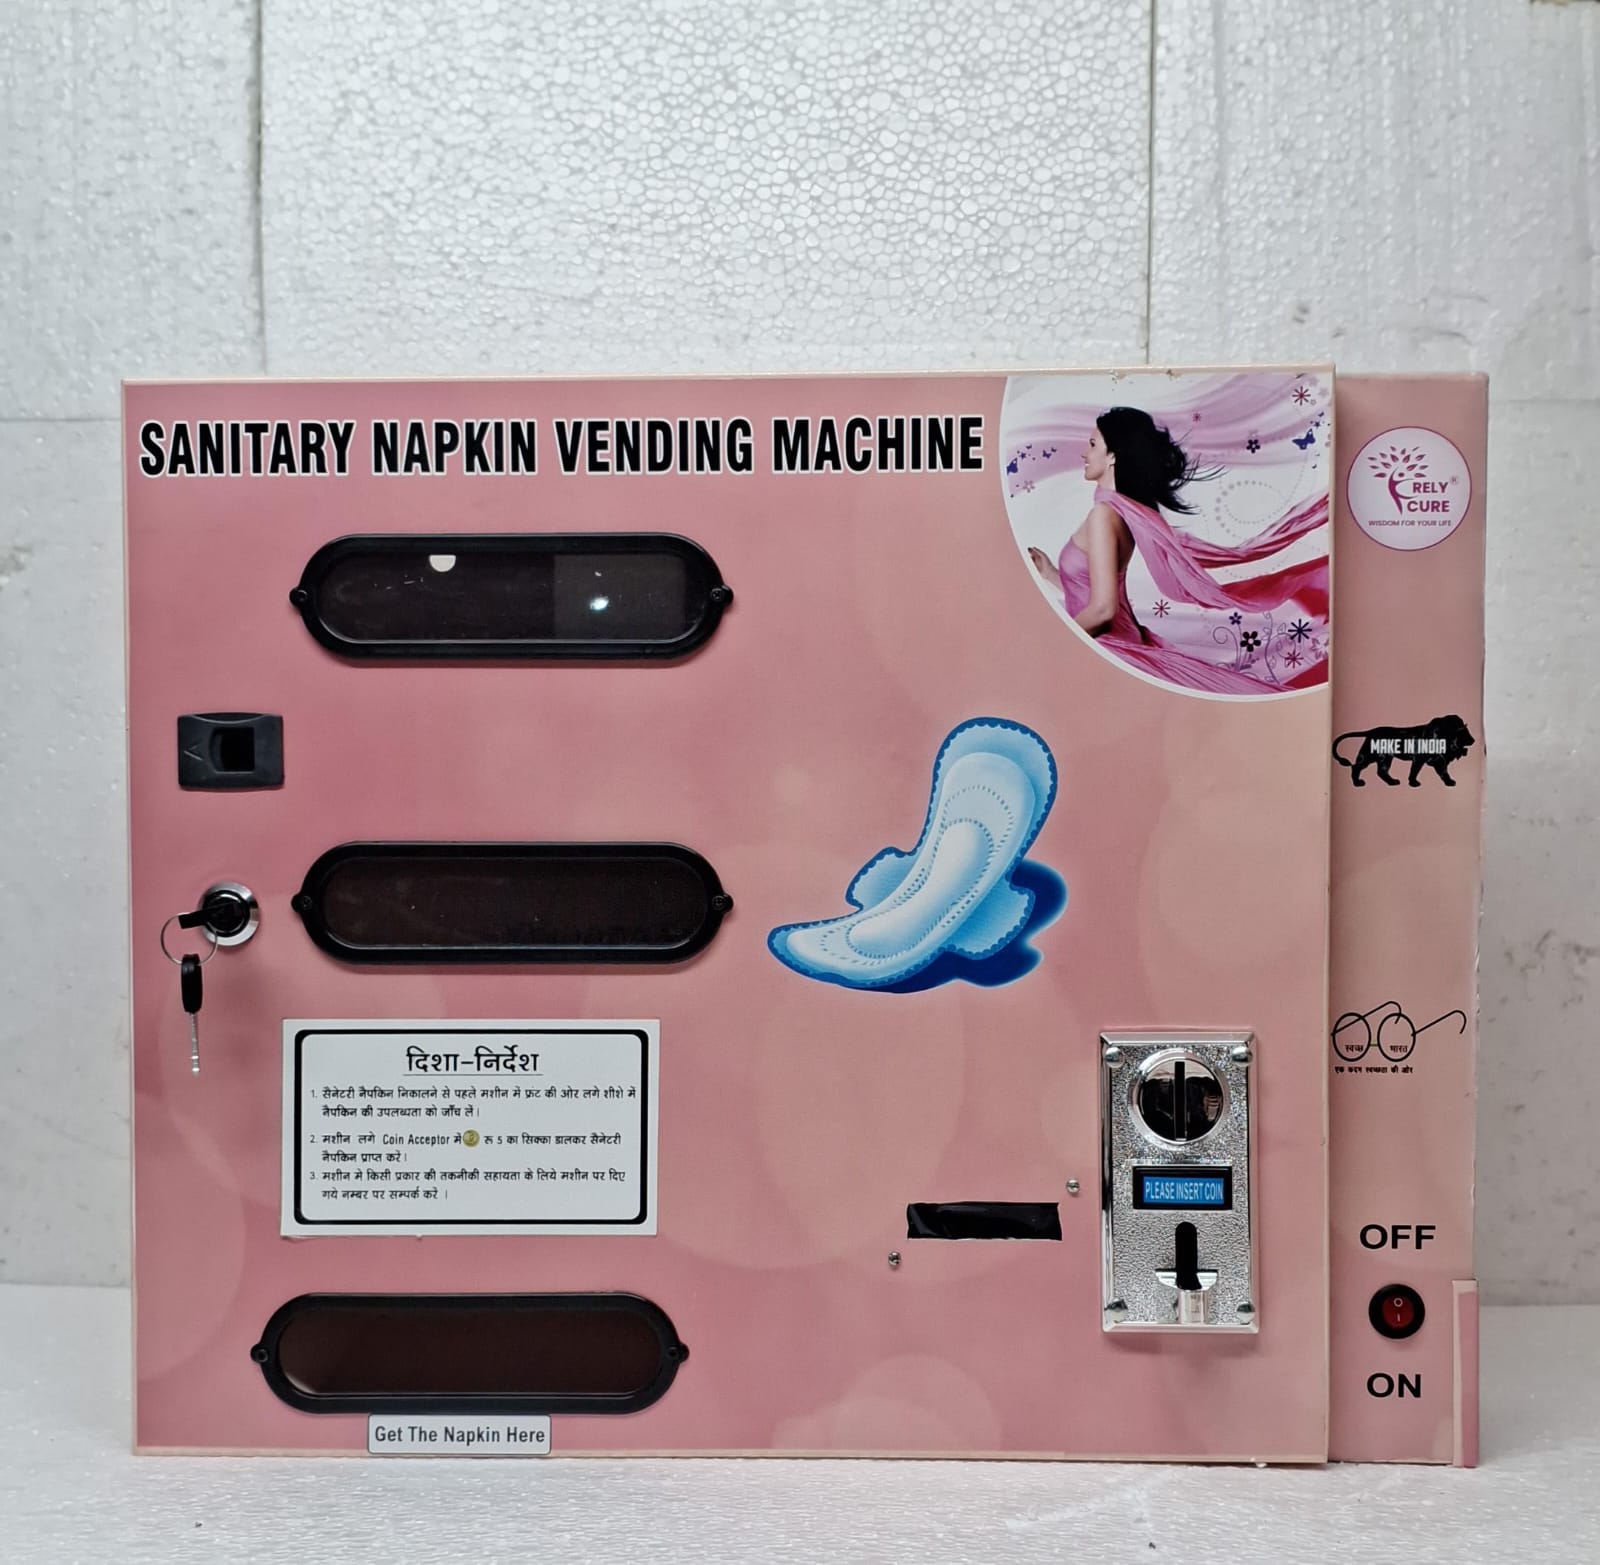 SANITARY NAPKIN VENDING MACHINE
RELY®
CURE
WISDOM FOR YOUR LIFE
MAKE IN INDIA
दिशा-निर्देश
1. सैनेटरी नैपकिन निकालने से पहले मशीन में फ्रंट की ओर लगे शीशे में
नैपकिन की उपलब्धता को जाँच लें।
2. मशीन लगे Coin Acceptor में रू 5 का सिक्का डालकर सैनेटरी
नैपकिन प्राप्त करें।
3. मशीन मे किसी प्रकार की तकनीकी सहायता के लिये मशीन पर दिए
गये नम्बर पर सम्पर्क करें ।
स्वच्छ भारत
एक कदम स्वच्छता की ओर
PLEASE INSERT COIN
OFF
ON
Get The Napkin Here